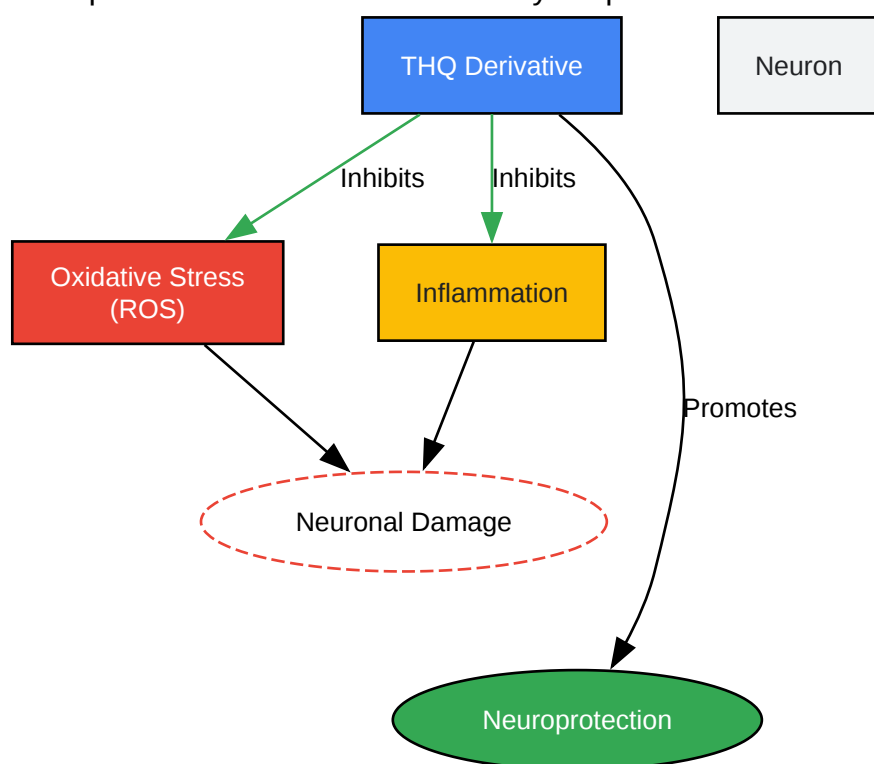 THQ Derivative
Neuron
Inhibits
Inhibits
Oxidative Stress
(ROS)
Inflammation
Promotes
Neuronal Damage
Neuroprotection